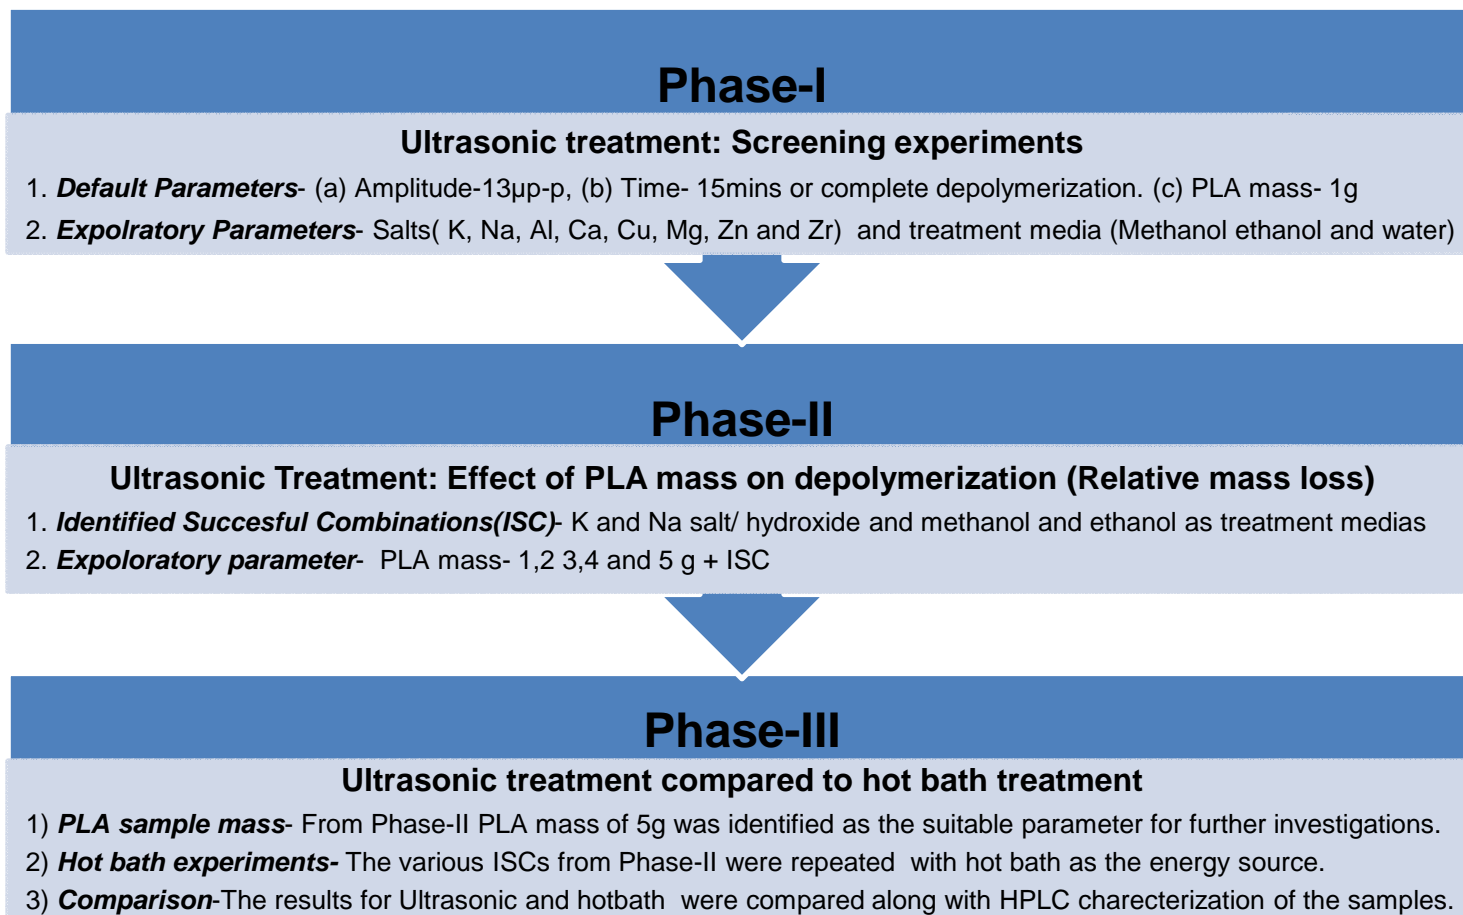 Phase-I
Ultrasonic treatment: Screening experiments
1. Default Parameters- (a) Amplitude-13µp-p, (b) Time- 15mins or complete depolymerization. (c) PLA mass- 1g
2. Expolratory Parameters- Salts( K, Na, Al, Ca, Cu, Mg, Zn and Zr)  and treatment media (Methanol ethanol and water)
Phase-II
Ultrasonic Treatment: Effect of PLA mass on depolymerization (Relative mass loss)
1. Identified Succesful Combinations(ISC)- K and Na salt/ hydroxide and methanol and ethanol as treatment medias
2. Expoloratory parameter-  PLA mass- 1,2 3,4 and 5 g + ISC
Phase-III
Ultrasonic treatment compared to hot bath treatment
1) PLA sample mass- From Phase-II PLA mass of 5g was identified as the suitable parameter for further investigations.
2) Hot bath experiments- The various ISCs from Phase-II were repeated  with hot bath as the energy source.
3) Comparison-The results for Ultrasonic and hotbath  were compared along with HPLC charecterization of the samples.